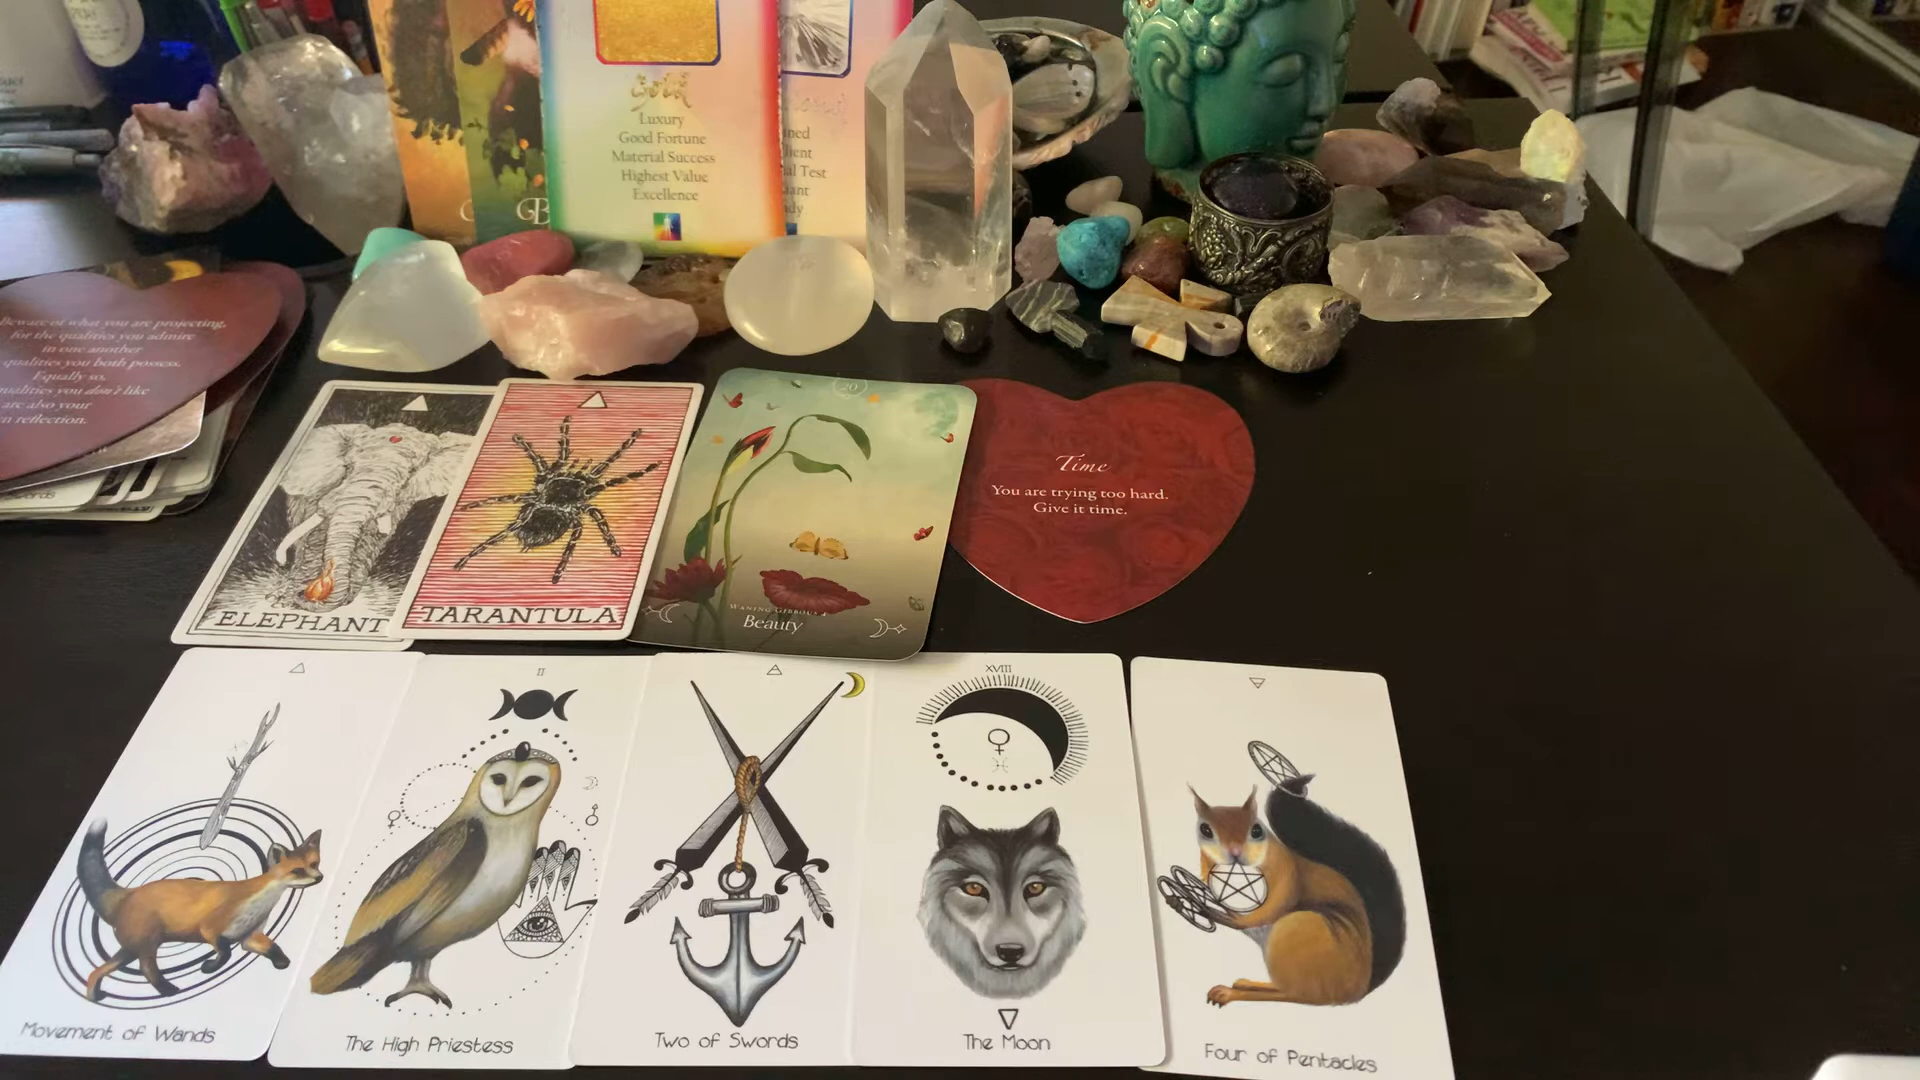 Gold
Luxury
Good Fortune
Material Success
Highest Value
Excellence
Beware of what you are projecting,
for the qualities you admire
in one another
qualities you both possess.
Equally so,
qualities you don't like
are also your
reflection.
ELEPHANT
TARANTULA
20
WANING GIBBOUS
Beauty
Time
You are trying too hard.
Give it time.
Movement of Wands
II
The High Priestess
Two of Swords
XVIII
The Moon
Four of Pentacles